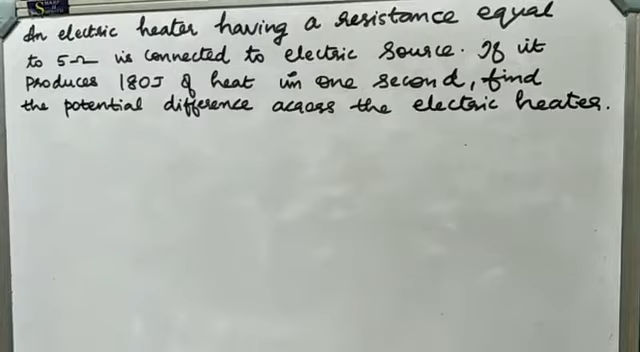 An electric heater having a resistance equal
to 5Ω is connected to electric source. If it
produces 180J of heat in one second, find
the potential difference across the electric heater.